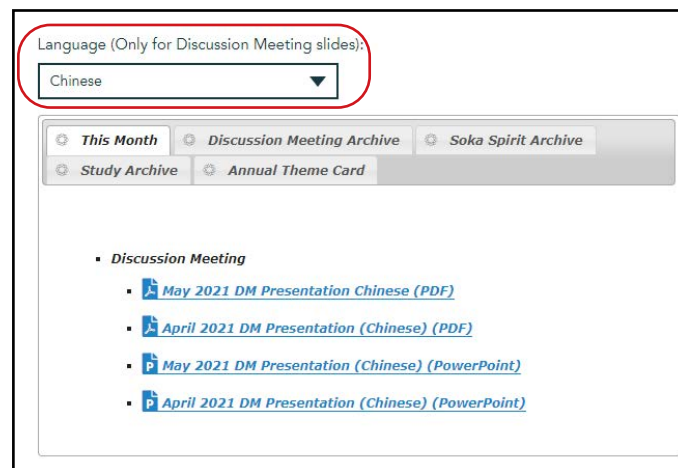 Language (Only for Discussion Meeting slides):
Chinese
This Month
Discussion Meeting Archive
Soka Spirit Archive
Study Archive
Annual Theme Card
Discussion Meeting
May 2021 DM Presentation Chinese (PDF)
April 2021 DM Presentation (Chinese) (PDF)
May 2021 DM Presentation (Chinese) (PowerPoint)
April 2021 DM Presentation (Chinese) (PowerPoint)